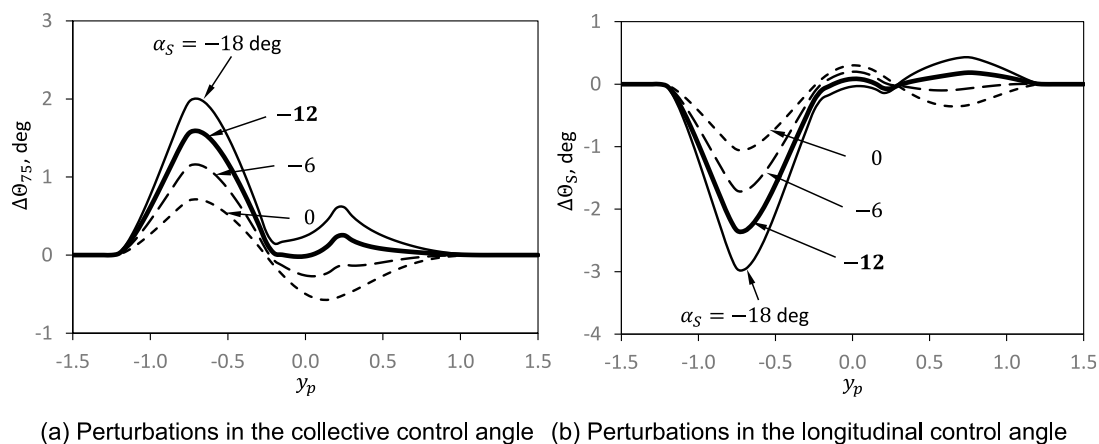 3
2
1
0
-1
-1.5 -1.0 -0.5 0.0 0.5 1.0 1.5
ΔΘ75, deg
y_p
α_S = −18 deg
−12
−6
0
1
0
-1
-2
-3
-4
-1.5 -1.0 -0.5 0.0 0.5 1.0 1.5
ΔΘ_S, deg
y_p
0
−6
−12
α_S = −18 deg
(a) Perturbations in the collective control angle
(b) Perturbations in the longitudinal control angle